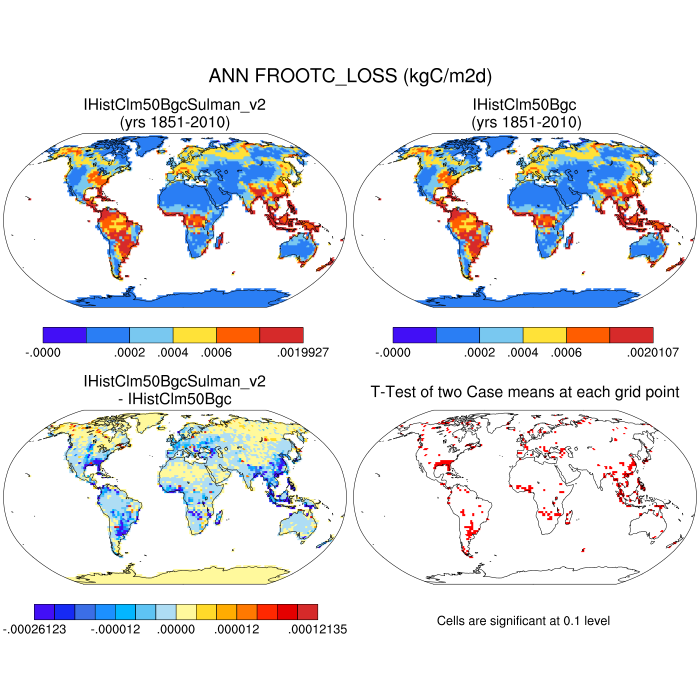 ANN FROOTC_LOSS (kgC/m2d)
IHistClm50BgcSulman_v2
(yrs 1851-2010)
IHistClm50Bgc
(yrs 1851-2010)
-.0000 .0002 .0004 .0006 .0019927
-.0000 .0002 .0004 .0006 .0020107
IHistClm50BgcSulman_v2
- IHistClm50Bgc
T-Test of two Case means at each grid point
-.00026123 -.000012 .00000 .000012 .00012135
Cells are significant at 0.1 level